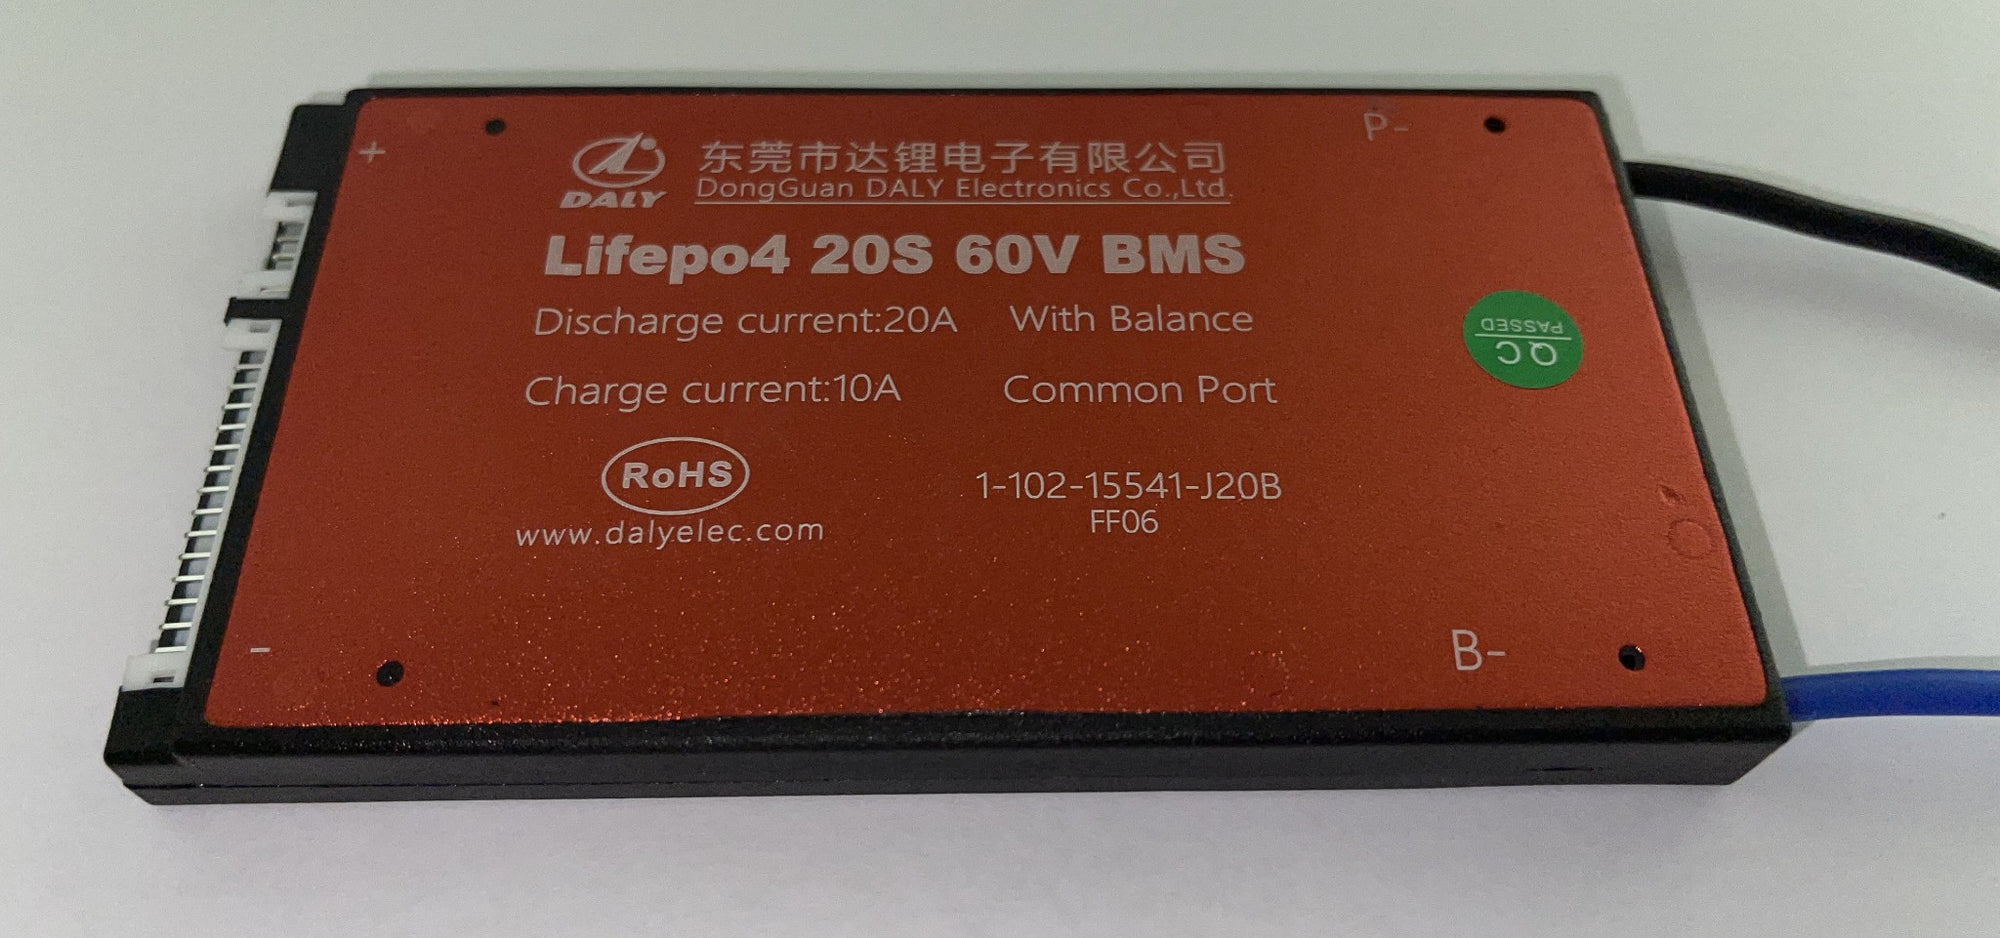 +
P-
DALY
东莞市达锂电子有限公司
DongGuan DALY Electronics Co.,Ltd.
Lifepo4 20S 60V BMS
Discharge current:20A With Balance
QC
PASSED
Charge current:10A Common Port
RoHS
1-102-15541-J20B
www.dalyelec.com
FF06
-
B-